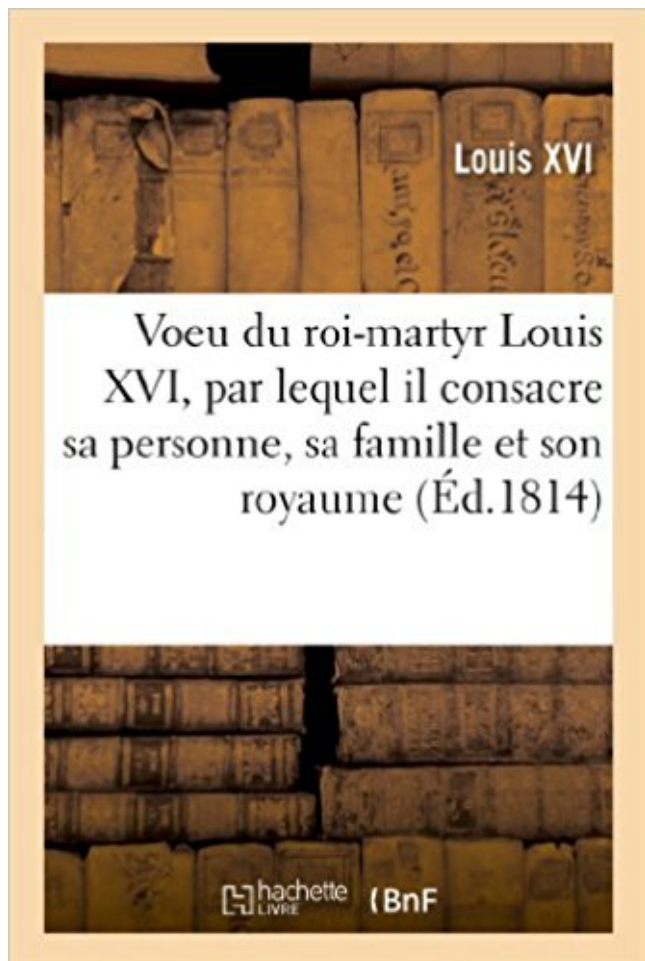 Louis XVI
Voeu du roi-martyr Louis
XVI, par lequel il consacre
sa personne, sa famille et son
royaume (Éd.1814)
hachette
LIVRE
(BnF